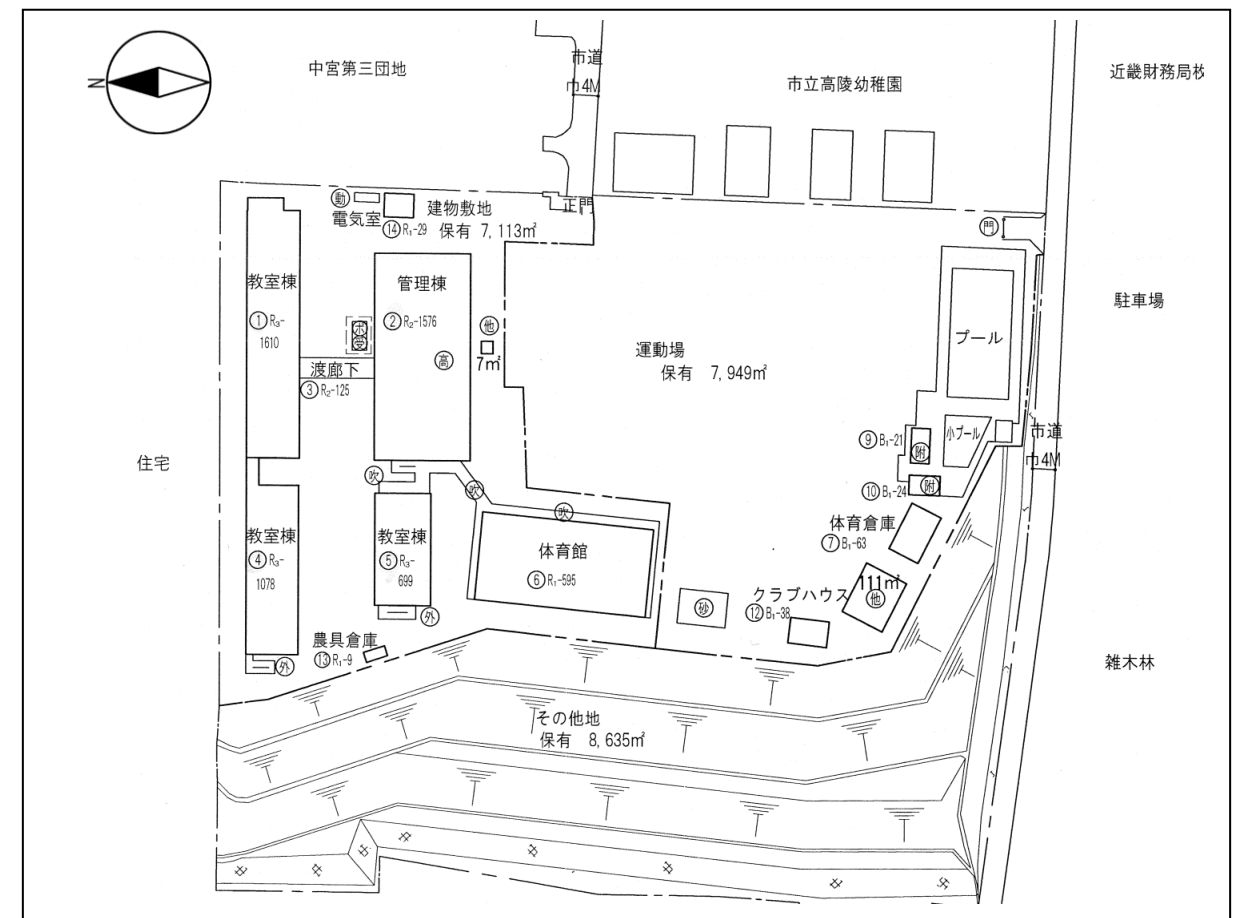 N
中宮第三団地
市道
巾4M
市立高陵幼稚園
近畿財務局
動
電気室
⑭R₁-29
建物敷地
保有 7,113㎡
正門
門
教室棟
①R₃-
1610
ポ
受
管理棟
②R₂-1576
高
他
7㎡
運動場
保有 7,949㎡
プール
駐車場
渡廊下
③R₂-125
小プール
⑨B₁-21
附
市道
巾4M
住宅
吹
吹
吹
⑩B₁-24
附
教室棟
④R₃-
1078
教室棟
⑤R₃-
699
体育館
⑥R₁-595
体育倉庫
⑦B₁-63
111㎡
他
クラブハウス
⑫B₁-38
砂
外
外
農具倉庫
⑬R₁-9
雑木林
その他地
保有 8,635㎡